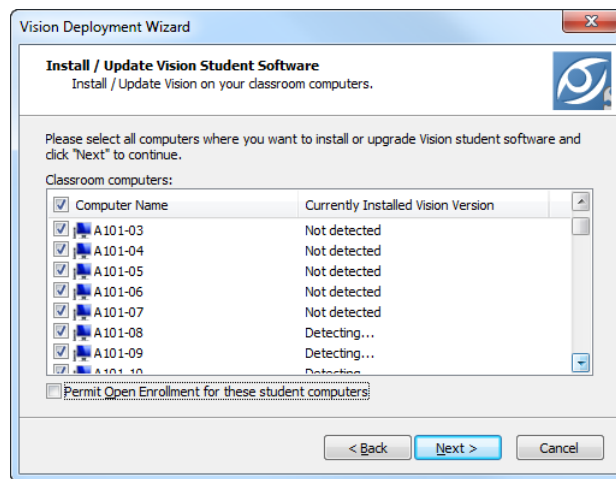 Vision Deployment Wizard
Install / Update Vision Student Software
Install / Update Vision on your classroom computers.
Please select all computers where you want to install or upgrade Vision student software and
click "Next" to continue.
Classroom computers:
Computer Name Currently Installed Vision Version
A101-03 Not detected
A101-04 Not detected
A101-05 Not detected
A101-06 Not detected
A101-07 Not detected
A101-08 Detecting...
A101-09 Detecting...
A101-10 Detecting...
Permit Open Enrollment for these student computers
< Back Next > Cancel